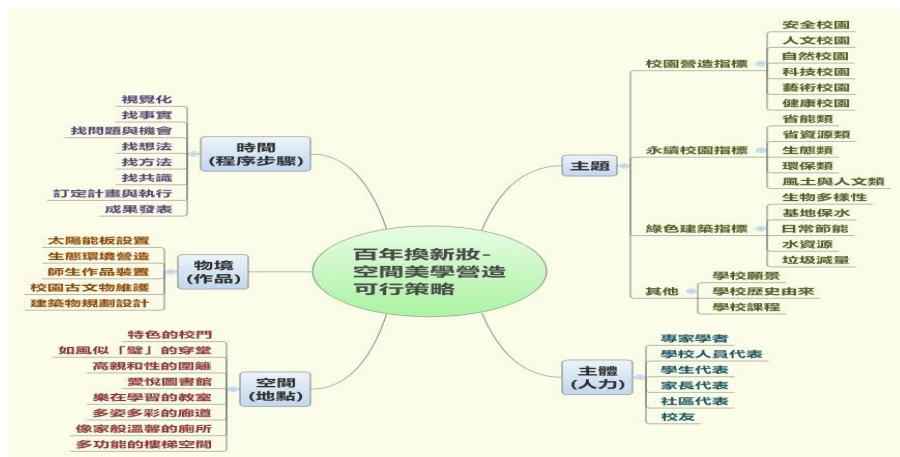 百年換新妝-
空間美學營造
可行策略
時間
(程序步驟)
視覺化
找事實
找問題與機會
找想法
找方法
找共識
訂定計畫與執行
成果發表
物境
(作品)
太陽能板設置
生態環境營造
師生作品裝置
校園古文物維護
建築物規劃設計
空間
(地點)
特色的校門
如風似「璧」的穿堂
高親和性的圍籬
愛悅圖書館
樂在學習的教室
多姿多彩的廊道
像家般溫馨的廁所
多功能的樓梯空間
主題
校園營造指標
安全校園
人文校園
自然校園
科技校園
藝術校園
健康校園
永續校園指標
省能類
省資源類
生態類
環保類
風土與人文類
綠色建築指標
生物多樣性
基地保水
日常節能
水資源
垃圾減量
其他
學校願景
學校歷史由來
學校課程
主體
(人力)
專家學者
學校人員代表
學生代表
家長代表
社區代表
校友